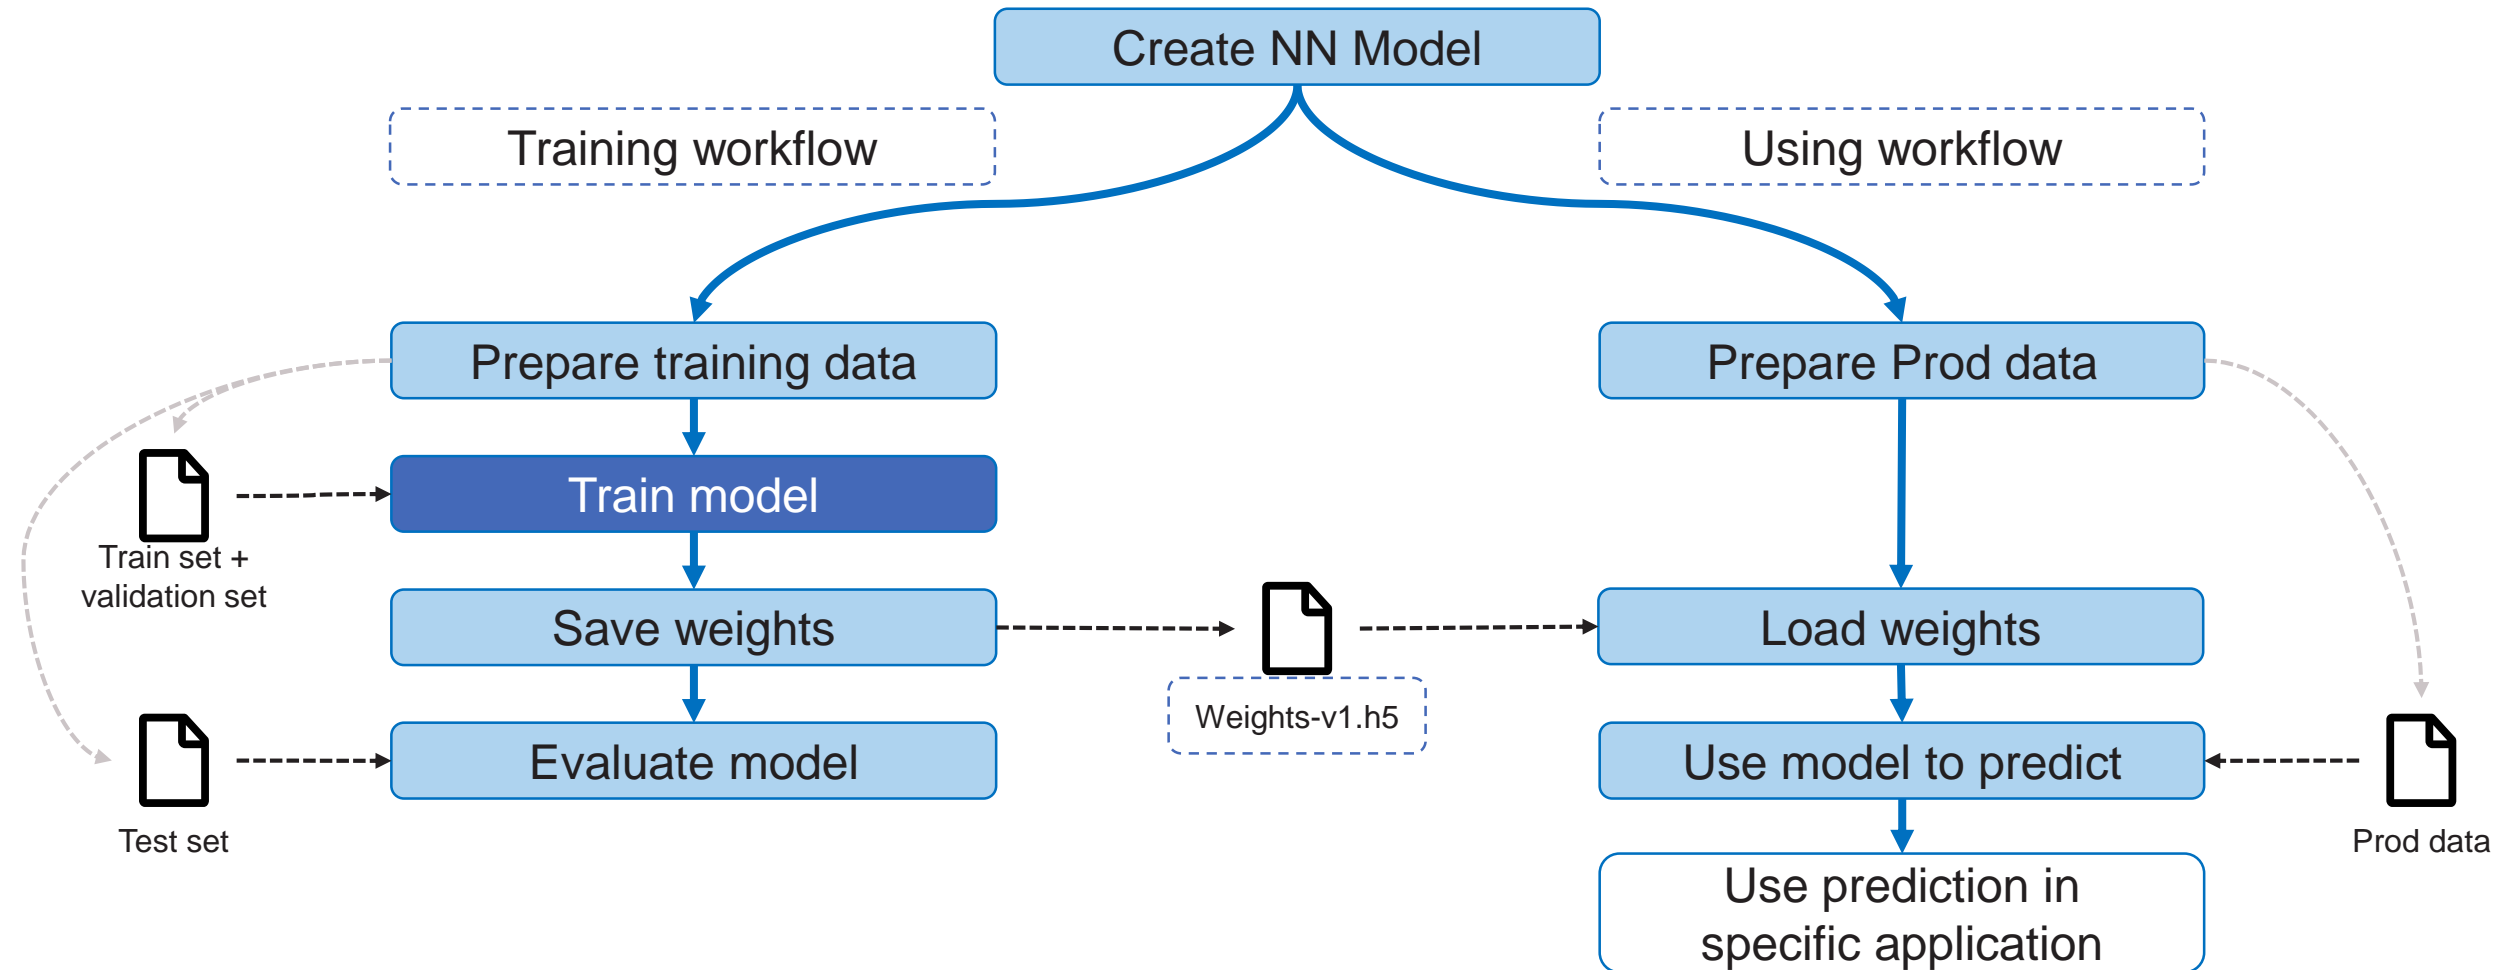 Create NN Model
Training workflow
Using workflow
Prepare training data
Prepare Prod data
Train model
Train set +
validation set
Save weights
Load weights
Weights-v1.h5
Evaluate model
Use model to predict
Test set
Prod data
Use prediction in
specific application